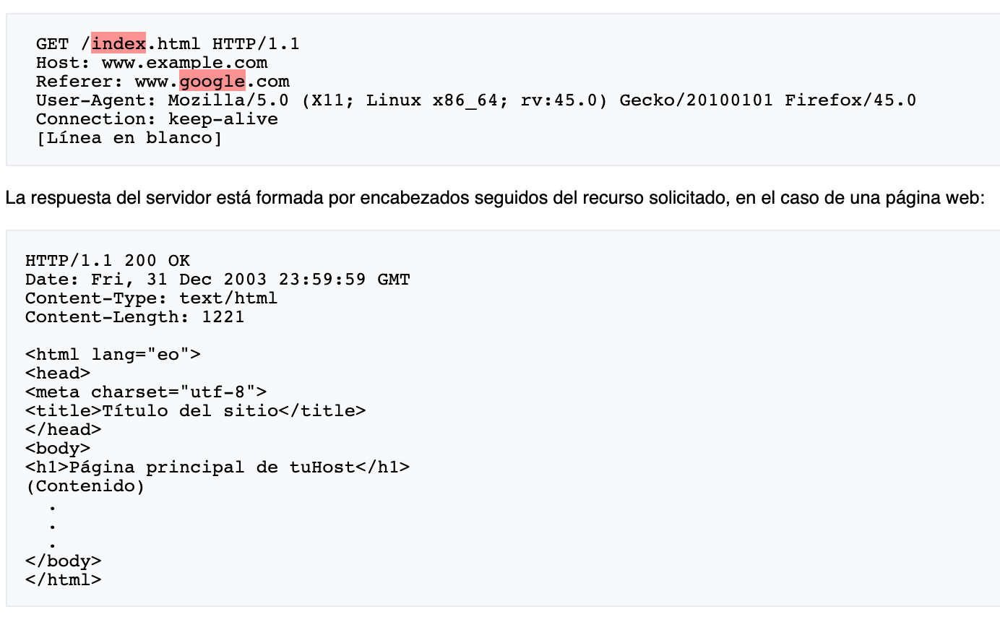 GET /index.html HTTP/1.1
Host: www.example.com
Referer: www.google.com
User-Agent: Mozilla/5.0 (X11; Linux x86_64; rv:45.0) Gecko/20100101 Firefox/45.0
Connection: keep-alive
[Línea en blanco]
La respuesta del servidor está formada por encabezados seguidos del recurso solicitado, en el caso de una página web:
HTTP/1.1 200 OK
Date: Fri, 31 Dec 2003 23:59:59 GMT
Content-Type: text/html
Content-Length: 1221
<html lang="eo">
<head>
<meta charset="utf-8">
<title>Título del sitio</title>
</head>
<body>
<h1>Página principal de tuHost</h1>
(Contenido)
.
.
.
</body>
</html>